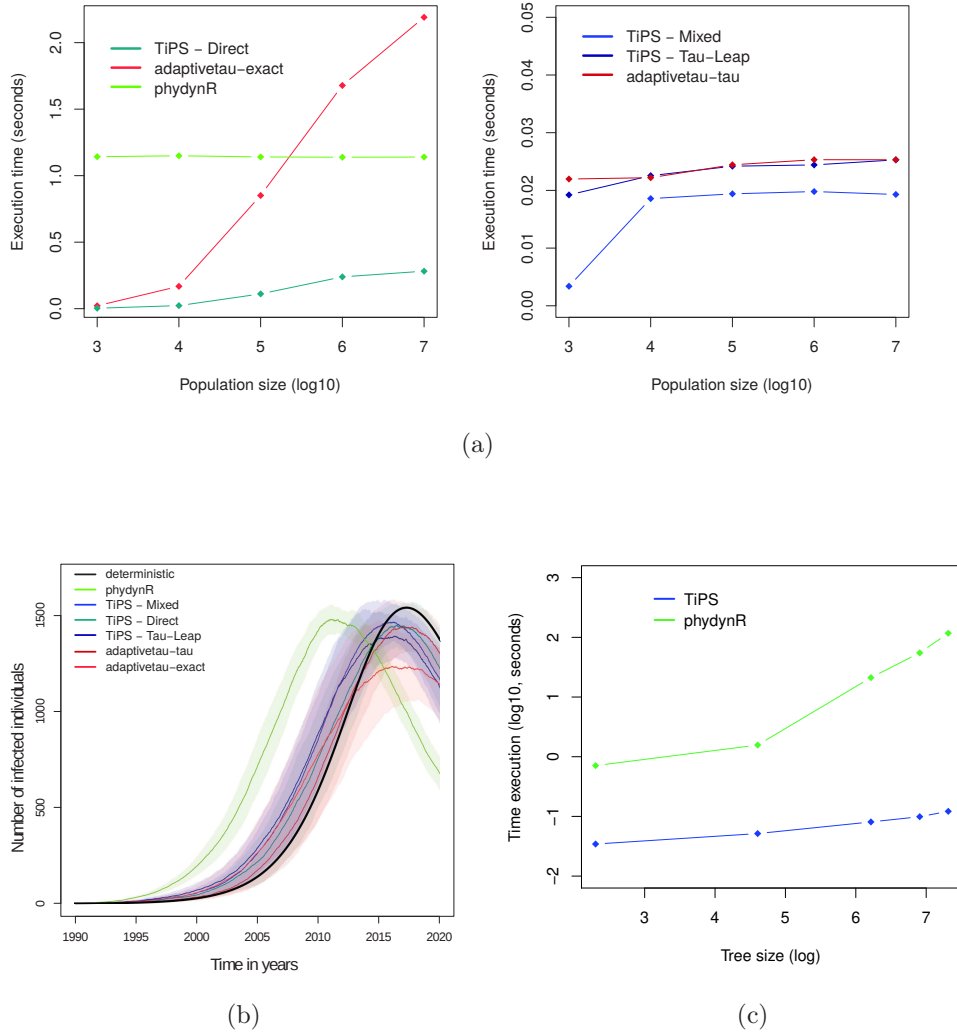 TiPS − Direct
adaptivetau−exact
phydynR
Execution time (seconds)
0.0
0.5
1.0
1.5
2.0
3
4
5
6
7
Population size (log10)
TiPS − Mixed
TiPS − Tau−Leap
adaptivetau−tau
Execution time (seconds)
0.00
0.01
0.02
0.03
0.04
0.05
3
4
5
6
7
Population size (log10)
(a)
deterministic
phydynR
TiPS − Mixed
TiPS − Direct
TiPS − Tau−Leap
adaptivetau−tau
adaptivetau−exact
Number of infected individuals
0
500
1000
1500
1990
1995
2000
2005
2010
2015
2020
Time in years
(b)
TiPS
phydynR
Time execution (log10, seconds)
−2
−1
0
1
2
3
3
4
5
6
7
Tree size (log)
(c)